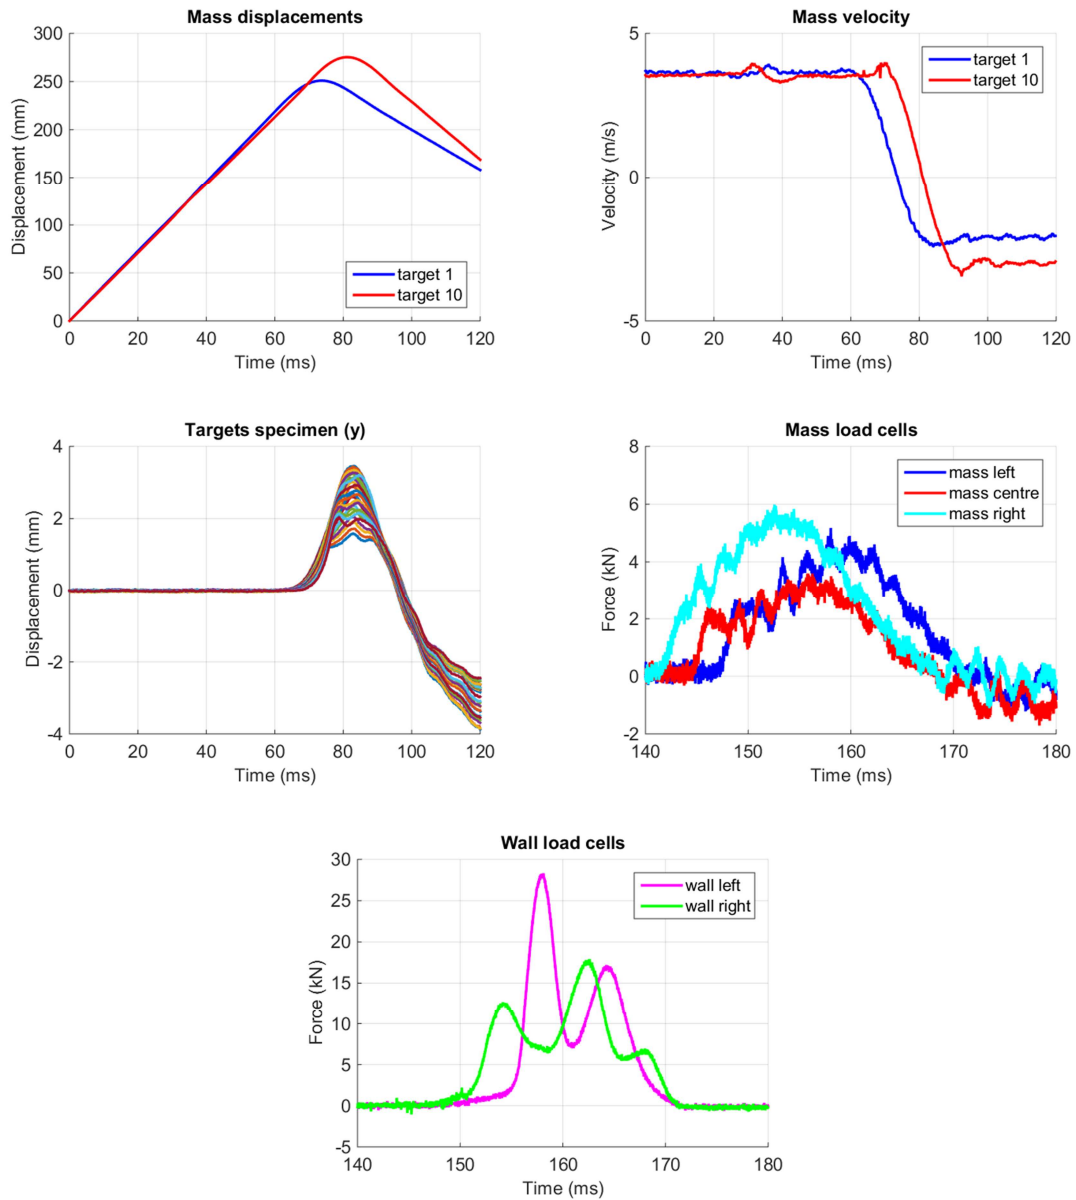 Mass displacements
300
250
200
150
100
50
0
Displacement (mm)
target 1
target 10
0 20 40 60 80 100 120
Time (ms)
Mass velocity
5
0
-5
Velocity (m/s)
target 1
target 10
0 20 40 60 80 100 120
Time (ms)
Targets specimen (y)
4
2
0
-2
-4
Displacement (mm)
0 20 40 60 80 100 120
Time (ms)
Mass load cells
8
6
4
2
0
-2
Force (kN)
mass left
mass centre
mass right
140 150 160 170 180
Time (ms)
Wall load cells
30
25
20
15
10
5
0
-5
Force (kN)
wall left
wall right
140 150 160 170 180
Time (ms)